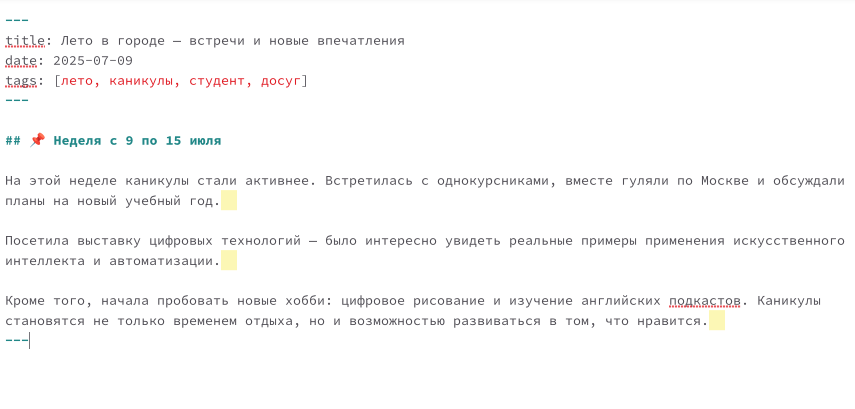 ---
title: Лето в городе — встречи и новые впечатления
date: 2025-07-09
tags: [лето, каникулы, студент, досуг]
---
## 📌 Неделя с 9 по 15 июля
На этой неделе каникулы стали активнее. Встретилась с однокурсниками, вместе гуляли по Москве и обсуждали
планы на новый учебный год.
Посетила выставку цифровых технологий — было интересно увидеть реальные примеры применения искусственного
интеллекта и автоматизации.
Кроме того, начала пробовать новые хобби: цифровое рисование и изучение английских подкастов. Каникулы
становятся не только временем отдыха, но и возможностью развиваться в том, что нравится.
---